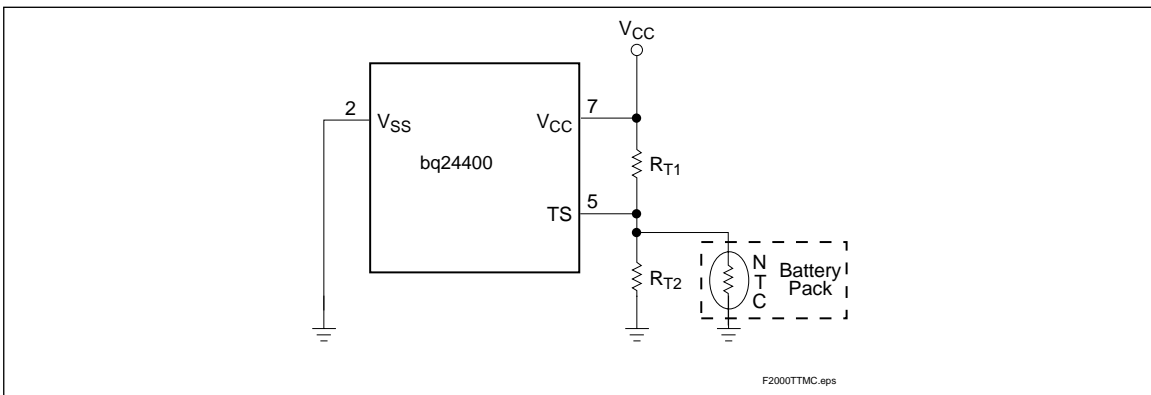 VCC
2
VSS
VCC
7
bq24400
RT1
TS
5
RT2
N
T
C
Battery
Pack
F2000TTMC.eps